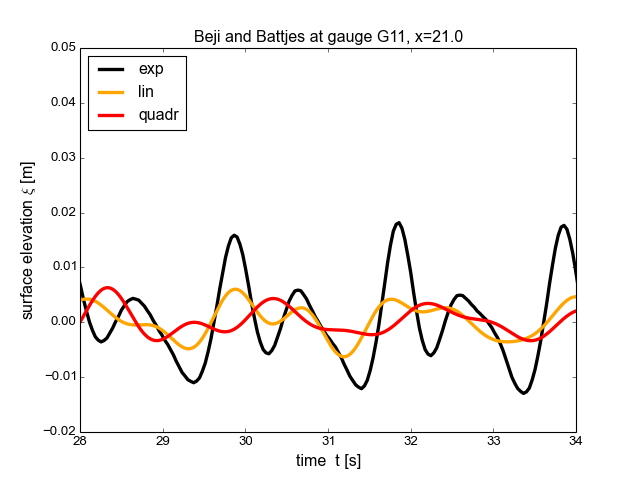 Beji and Battjes at gauge G11, x=21.0
0.05
0.04
0.03
0.02
0.01
0.00
−0.01
−0.02
surface elevation ξ [m]
exp
lin
quadr
28 29 30 31 32 33 34
time t [s]